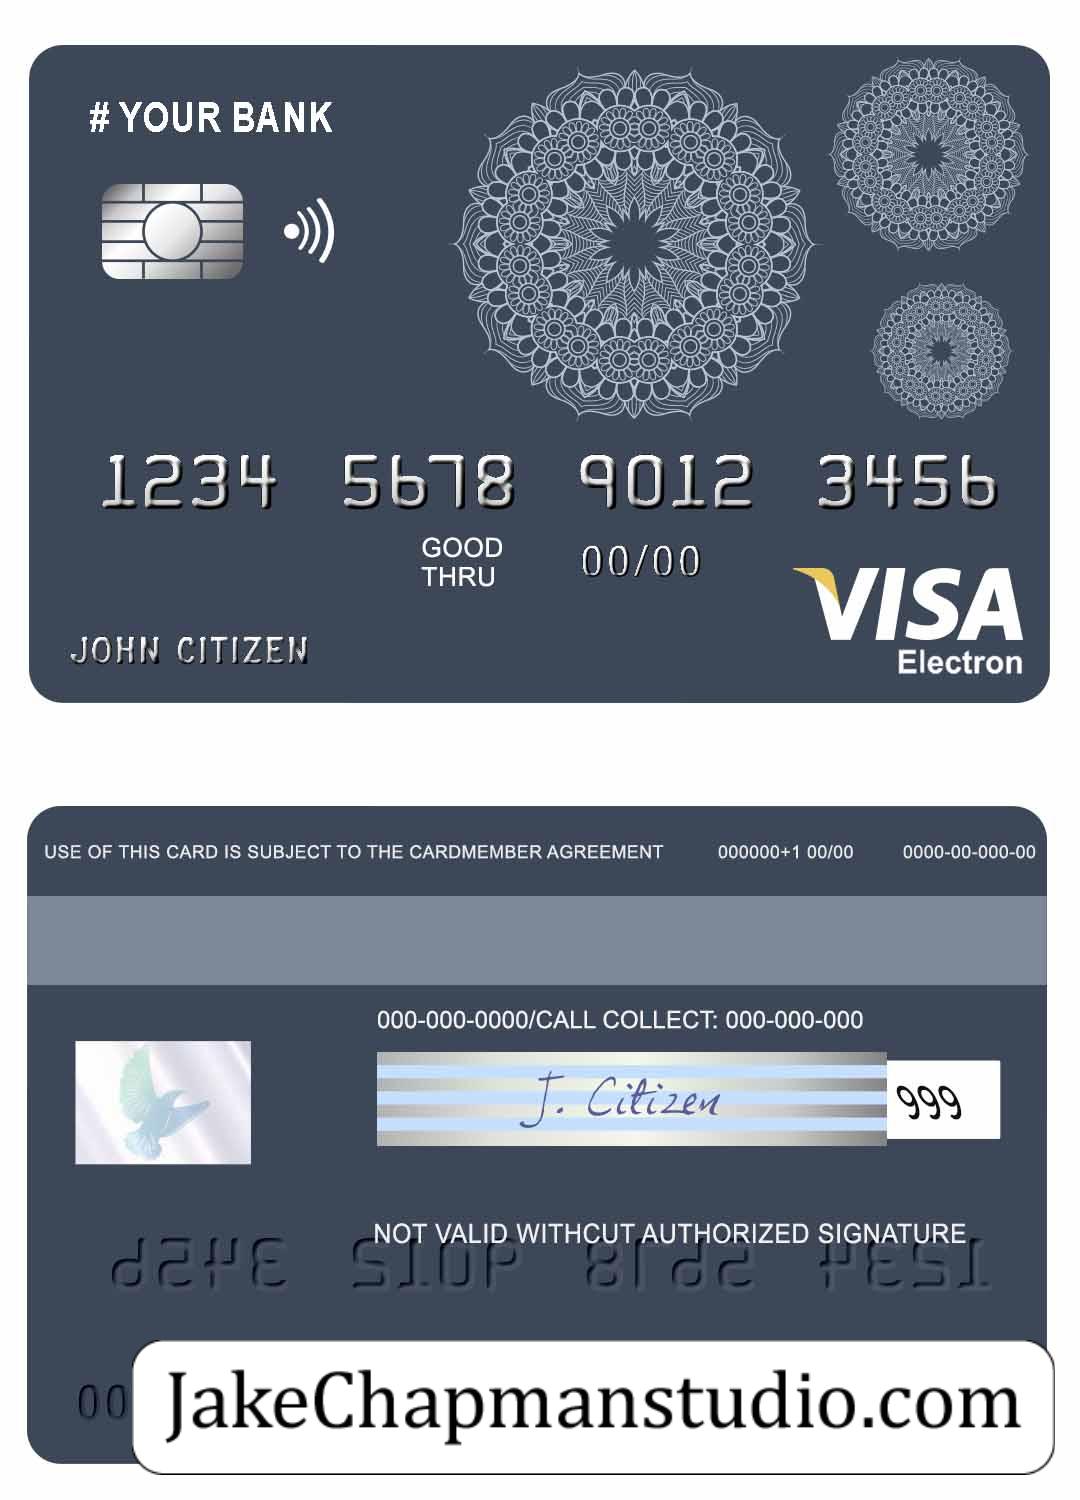 # YOUR BANK
1234 5678 9012 3456
GOOD
THRU
00/00
VISA
Electron
JOHN CITIZEN
USE OF THIS CARD IS SUBJECT TO THE CARDMEMBER AGREEMENT 000000+1 00/00 0000-00-000-00
000-000-0000/CALL COLLECT: 000-000-000
J. Citizen
999
NOT VALID WITHCUT AUTHORIZED SIGNATURE
00
JakeChapmanstudio.com